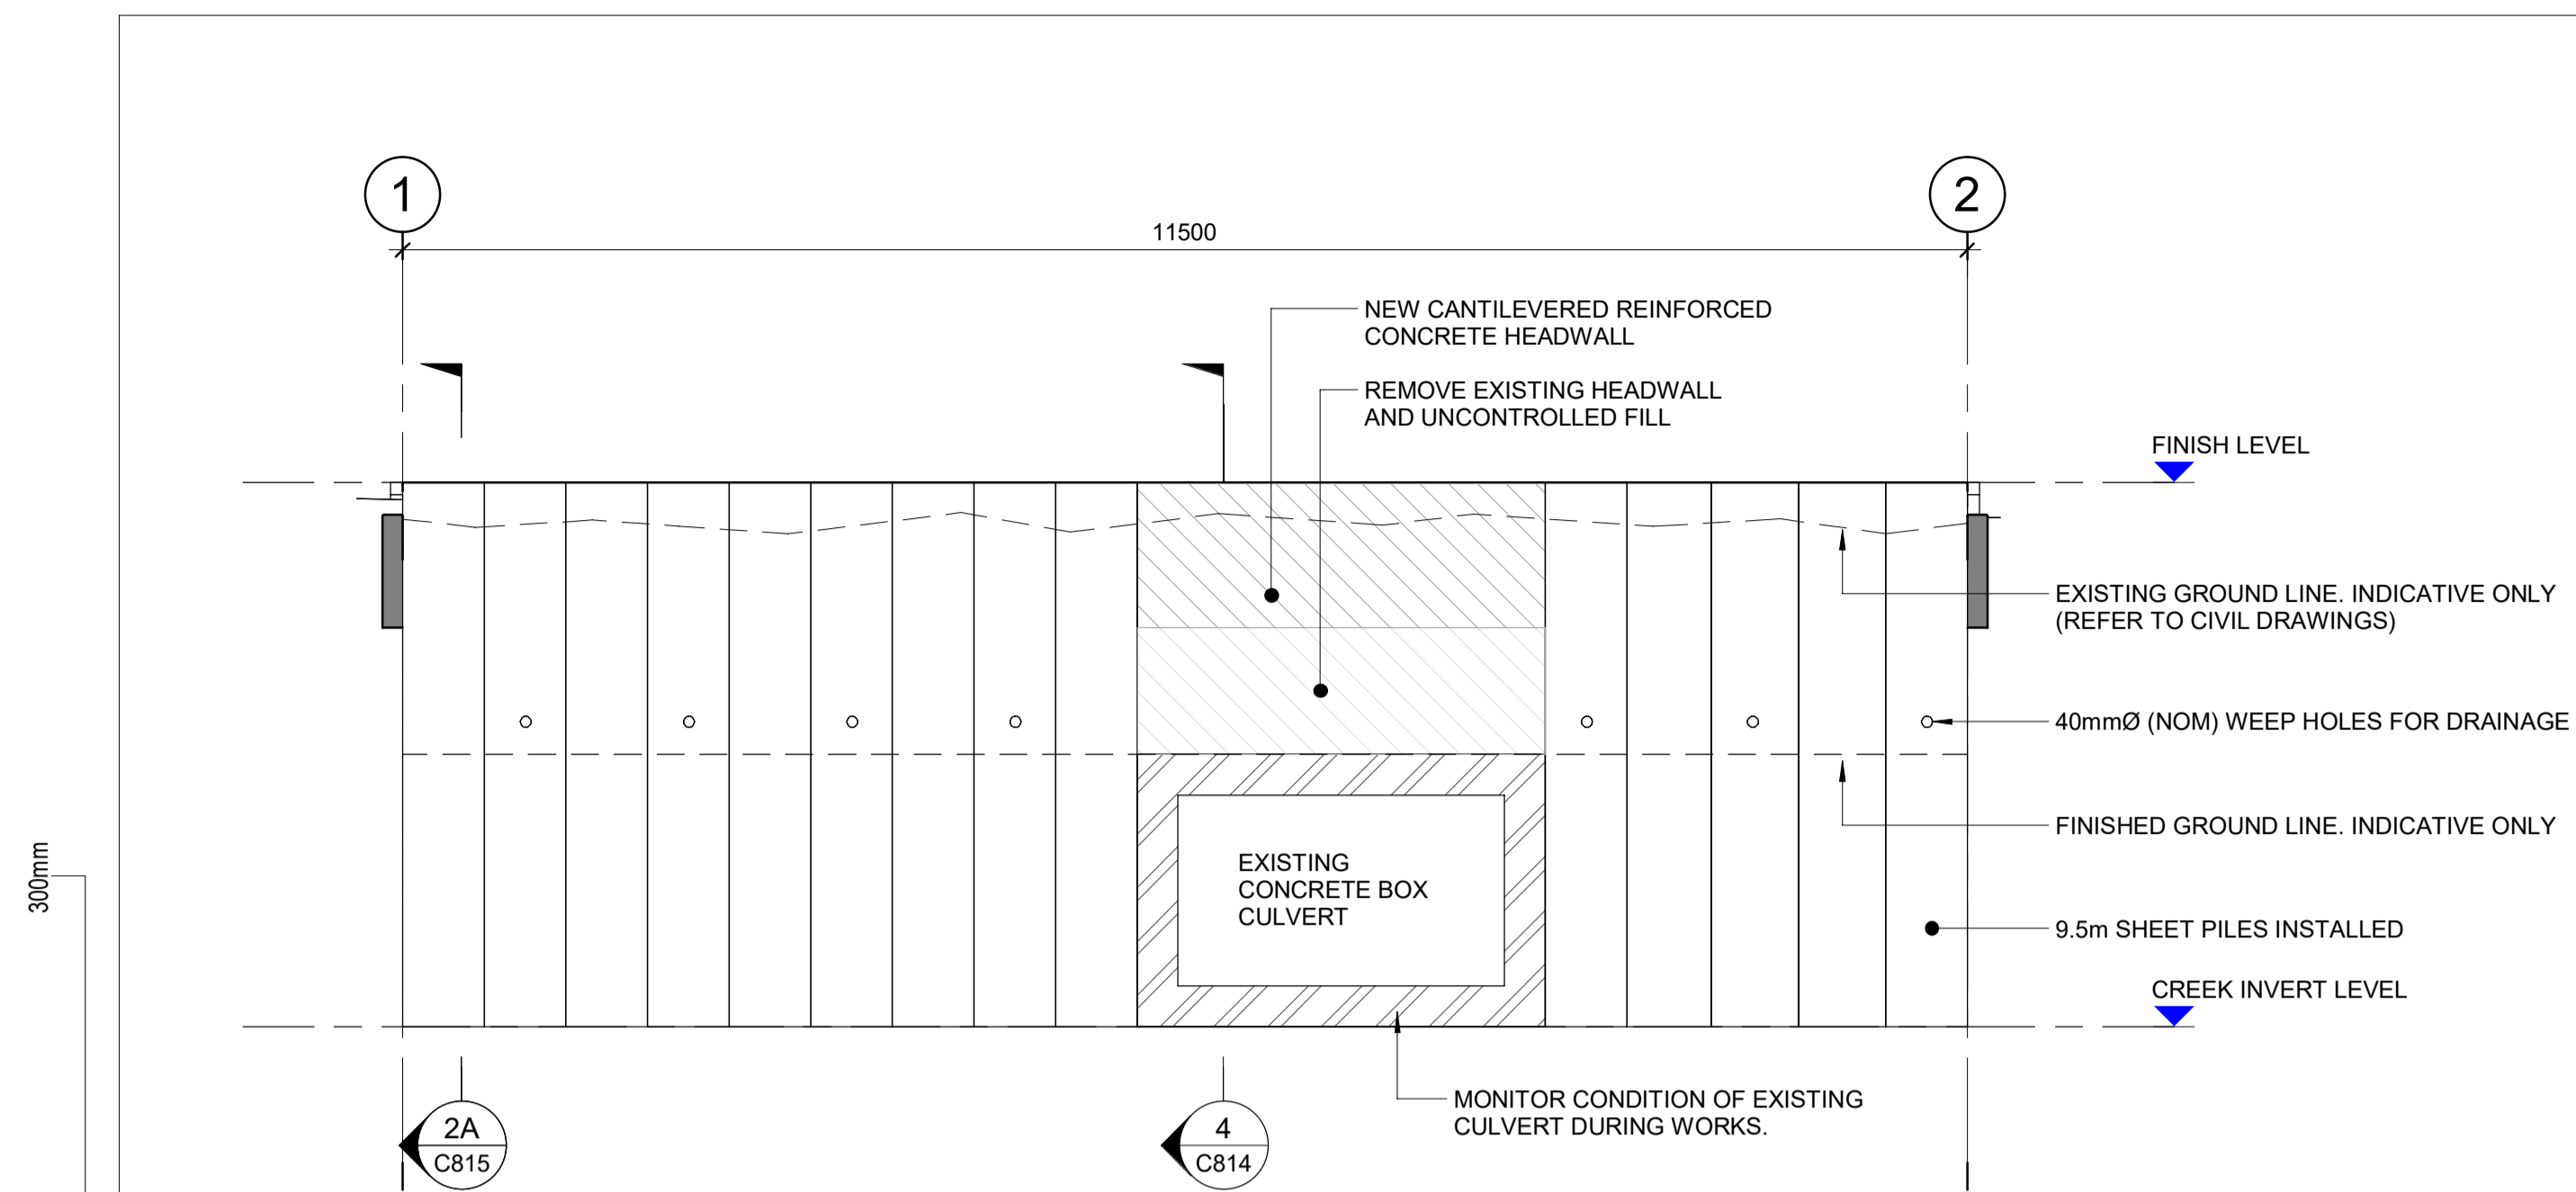 1
2
11500
NEW CANTILEVERED REINFORCED
CONCRETE HEADWALL
REMOVE EXISTING HEADWALL
AND UNCONTROLLED FILL
FINISH LEVEL
EXISTING GROUND LINE. INDICATIVE ONLY
(REFER TO CIVIL DRAWINGS)
40mmØ (NOM) WEEP HOLES FOR DRAINAGE
FINISHED GROUND LINE. INDICATIVE ONLY
300mm
EXISTING
CONCRETE BOX
CULVERT
9.5m SHEET PILES INSTALLED
CREEK INVERT LEVEL
MONITOR CONDITION OF EXISTING
CULVERT DURING WORKS.
2A
C815
4
C814